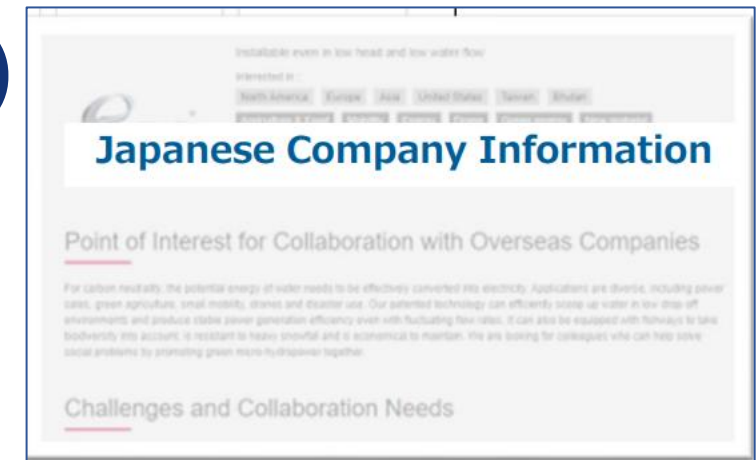 Installable even in low head and low water flow
Interested in :
North America Europe Asia United States Taiwan Bhutan
Japanese Company Information
Point of Interest for Collaboration with Overseas Companies
For carbon neutrality, the potential energy of water needs to be effectively converted into electricity. Applications are diverse, including power
sales, green agriculture, small mobility, drones and disaster use. Our patented technology can efficiently scoop up water in low drop-off
environments and produce stable power generation efficiency even with fluctuating flow rates. It can also be equipped with fishways to take
biodiversity into account, is resistant to heavy snowfall and is economical to maintain. We are looking for colleagues who can help solve
social problems by promoting green micro-hydropower together.
Challenges and Collaboration Needs